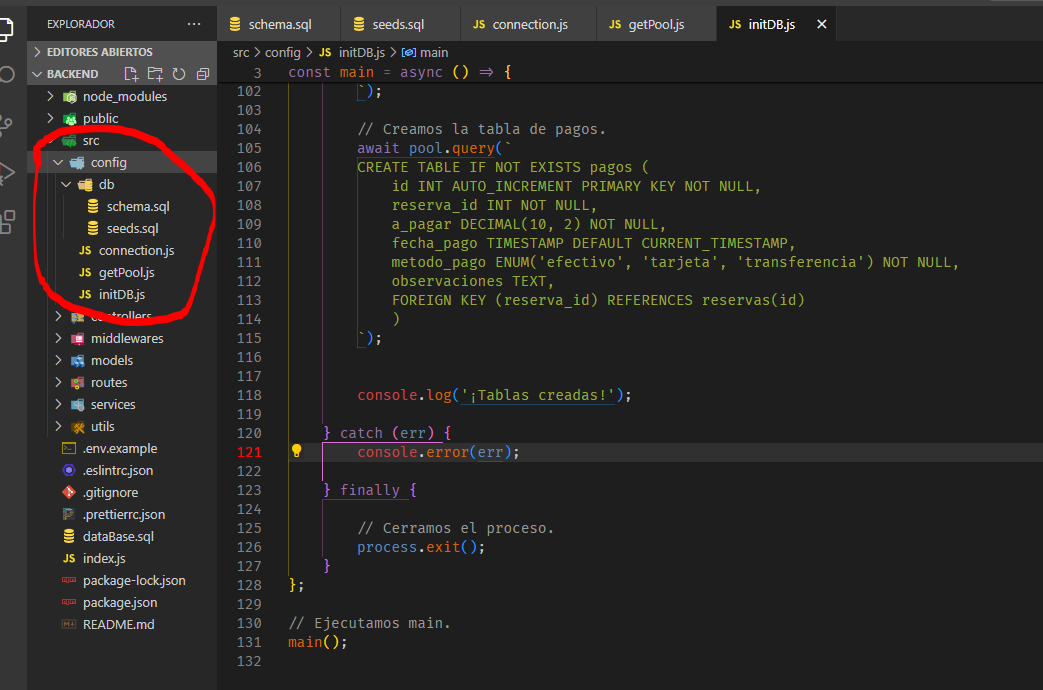 EXPLORADOR ...
EDITORES ABIERTOS
BACKEND
node_modules
public
src
config
db
schema.sql
seeds.sql
JS connection.js
JS getPool.js
JS initDB.js
controllers
middlewares
models
routes
services
utils
.env.example
.eslintrc.json
.gitignore
.prettierrc.json
dataBase.sql
JS index.js
package-lock.json
package.json
README.md
schema.sql
seeds.sql
JS connection.js
JS getPool.js
JS initDB.js ×
src > config > JS initDB.js > main
3 const main = async () => {
102 `);
103
104 // Creamos la tabla de pagos.
105 await pool.query(`
106 CREATE TABLE IF NOT EXISTS pagos (
107 id INT AUTO_INCREMENT PRIMARY KEY NOT NULL,
108 reserva_id INT NOT NULL,
109 a_pagar DECIMAL(10, 2) NOT NULL,
110 fecha_pago TIMESTAMP DEFAULT CURRENT_TIMESTAMP,
111 metodo_pago ENUM('efectivo', 'tarjeta', 'transferencia') NOT NULL,
112 observaciones TEXT,
113 FOREIGN KEY (reserva_id) REFERENCES reservas(id)
114 )
115 `);
116
117
118 console.log('¡Tablas creadas!');
119
120 } catch (err) {
121 console.error(err);
122
123 } finally {
124
125 // Cerramos el proceso.
126 process.exit();
127 }
128 };
129
130 // Ejecutamos main.
131 main();
132